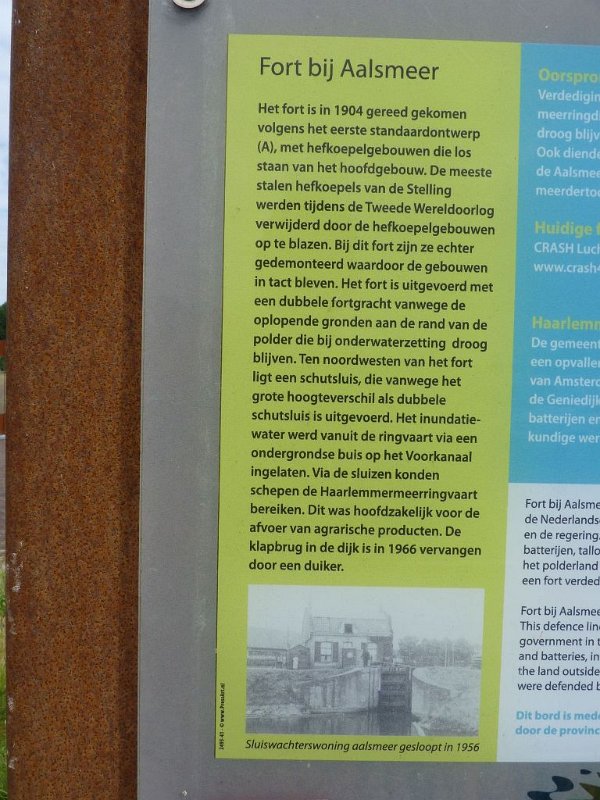 Fort bij Aalsmeer
Het fort is in 1904 gereed gekomen
volgens het eerste standaardontwerp
(A), met hefkoepelgebouwen die los
staan van het hoofdgebouw. De meeste
stalen hefkoepels van de Stelling
werden tijdens de Tweede Wereldoorlog
verwijderd door de hefkoepelgebouwen
op te blazen. Bij dit fort zijn ze echter
gedemonteerd waardoor de gebouwen
in tact bleven. Het fort is uitgevoerd met
een dubbele fortgracht vanwege de
oplopende gronden aan de rand van de
polder die bij onderwaterzetting droog
blijven. Ten noordwesten van het fort
ligt een schutsluis, die vanwege het
grote hoogteverschil als dubbele
schutsluis is uitgevoerd. Het inundatie-
water werd vanuit de ringvaart via een
ondergrondse buis op het Voorkanaal
ingelaten. Via de sluizen konden
schepen de Haarlemmermeerringvaart
bereiken. Dit was hoofdzakelijk voor de
afvoer van agrarische producten. De
klapbrug in de dijk is in 1966 vervangen
door een duiker.
Sluiswachterswoning aalsmeer gesloopt in 1956
Oorspro
Verdedigin
meerringdi
droog blijv
Ook diende
de Aalsmee
meerdertoo
Huidige f
CRASH Luch
www.crash4
Haarlemm
De gemeent
een opvaller
van Amsterd
de Geniedijk
batterijen en
kundige wer
Fort bij Aalsmee
de Nederlandse
en de regering.
batterijen, tallo
het polderland
een fort verded
Fort bij Aalsmee
This defence line
government in t
and batteries, in
the land outside
were defended b
Dit bord is mede
door de provinc